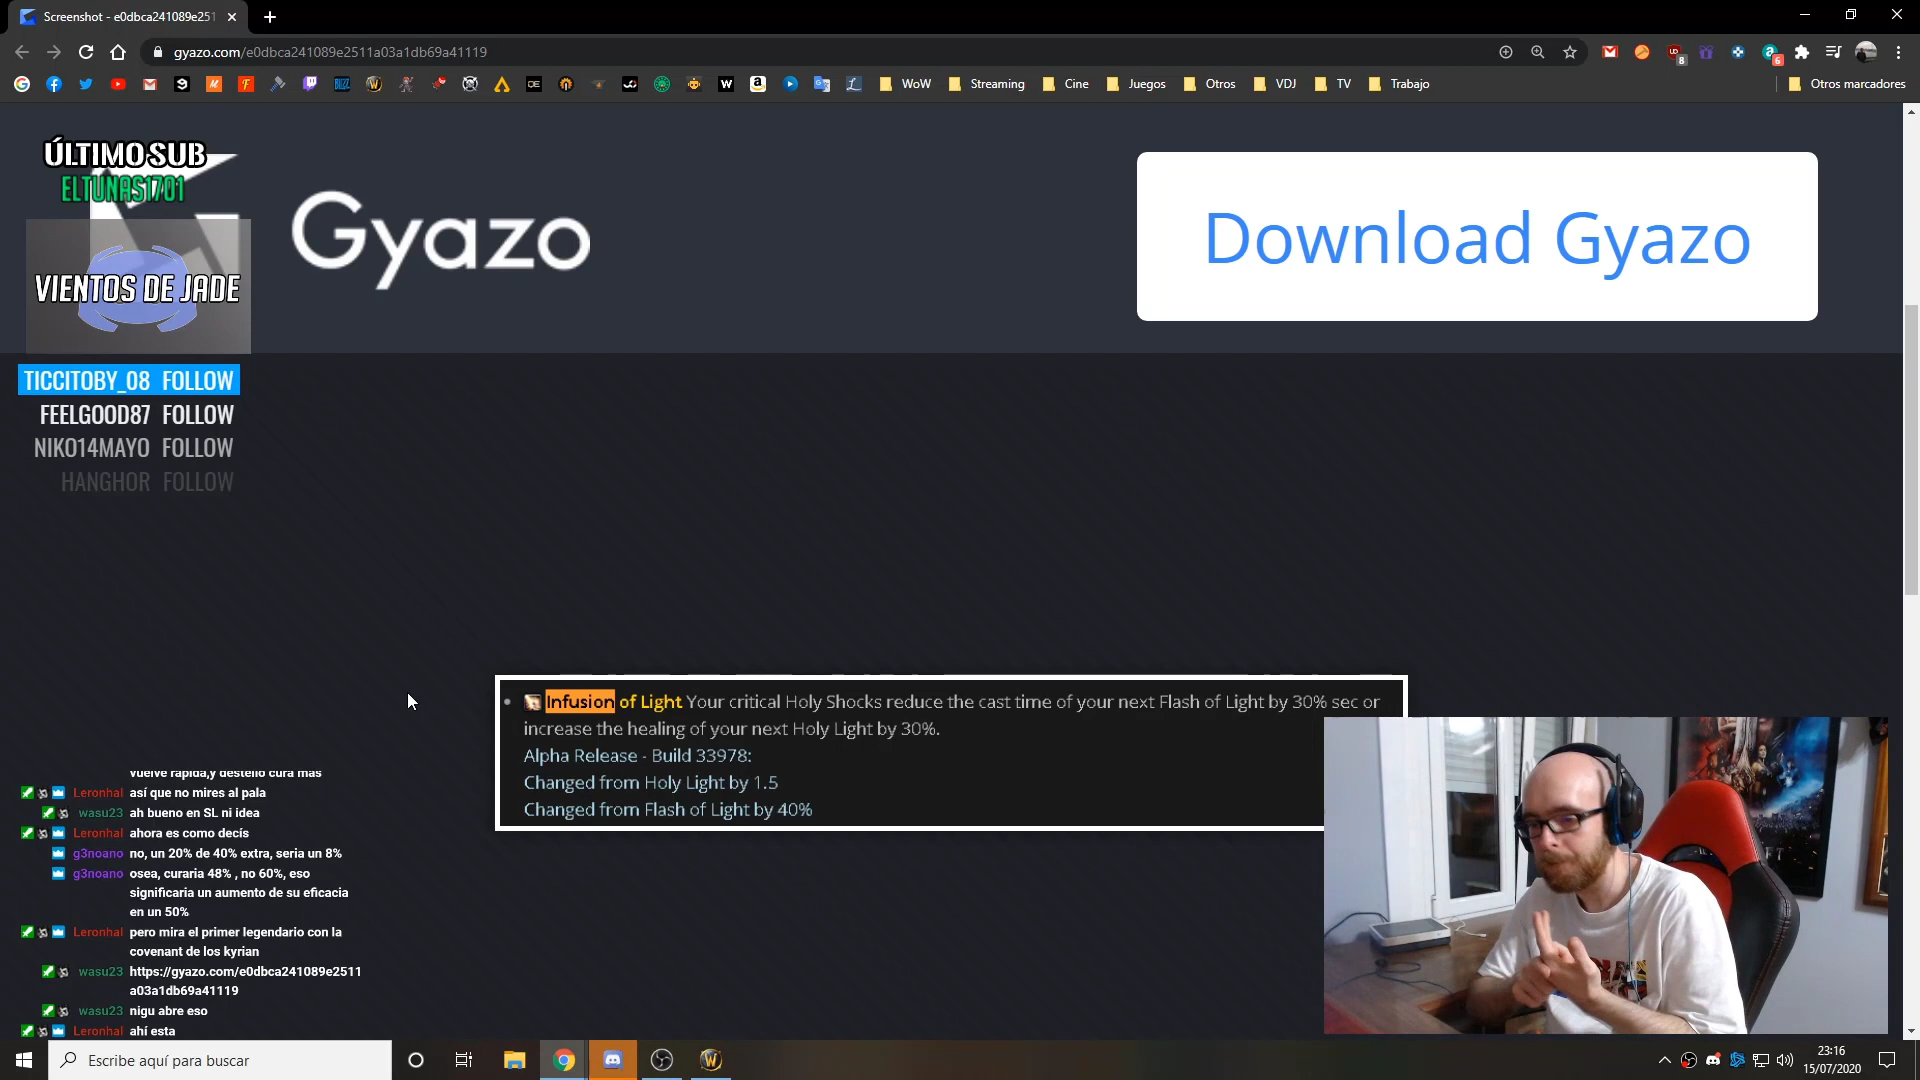 Screenshot - e0dbca241089e251
gyazo.com/e0dbca241089e2511a03a1db69a41119
WoW
Streaming
Cine
Juegos
Otros
VDJ
TV
Trabajo
Otros marcadores
ÚLTIMO SUB
ELTUNAS1701
Gyazo
Download Gyazo
VIENTOS DE JADE
TICCITOBY_08 FOLLOW
FEELGOOD87 FOLLOW
NIKO14MAYO FOLLOW
HANGHOR FOLLOW
Infusion of Light Your critical Holy Shocks reduce the cast time of your next Flash of Light by 30% sec or
increase the healing of your next Holy Light by 30%.
Alpha Release - Build 33978:
Changed from Holy Light by 1.5
Changed from Flash of Light by 40%
vuelve rapida,y destello cura mas
Leronhal así que no mires al pala
wasu23 ah bueno en SL ni idea
Leronhal ahora es como decís
g3noano no, un 20% de 40% extra, seria un 8%
g3noano osea, curaria 48% , no 60%, eso
significaria un aumento de su eficacia
en un 50%
Leronhal pero mira el primer legendario con la
covenant de los kyrian
wasu23 https://gyazo.com/e0dbca241089e2511
a03a1db69a41119
wasu23 nigu abre eso
Leronhal ahí esta
Escribe aquí para buscar
23:16
15/07/2020